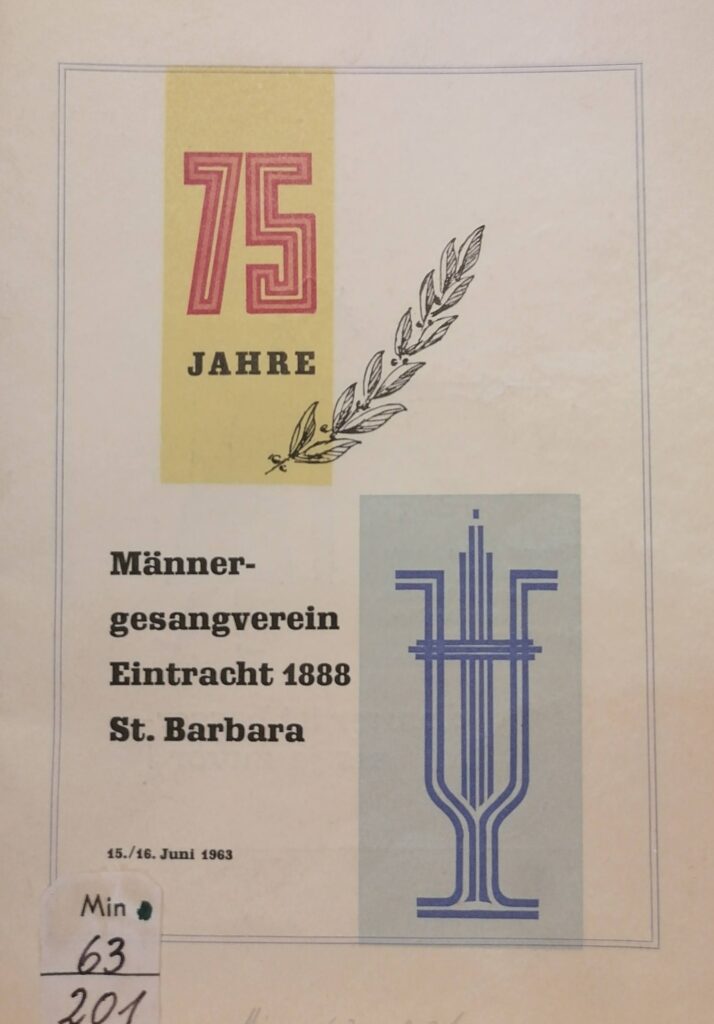 75
JAHRE
Männer-
gesangverein
Eintracht 1888
St. Barbara
15./16. Juni 1963
Min
63
201